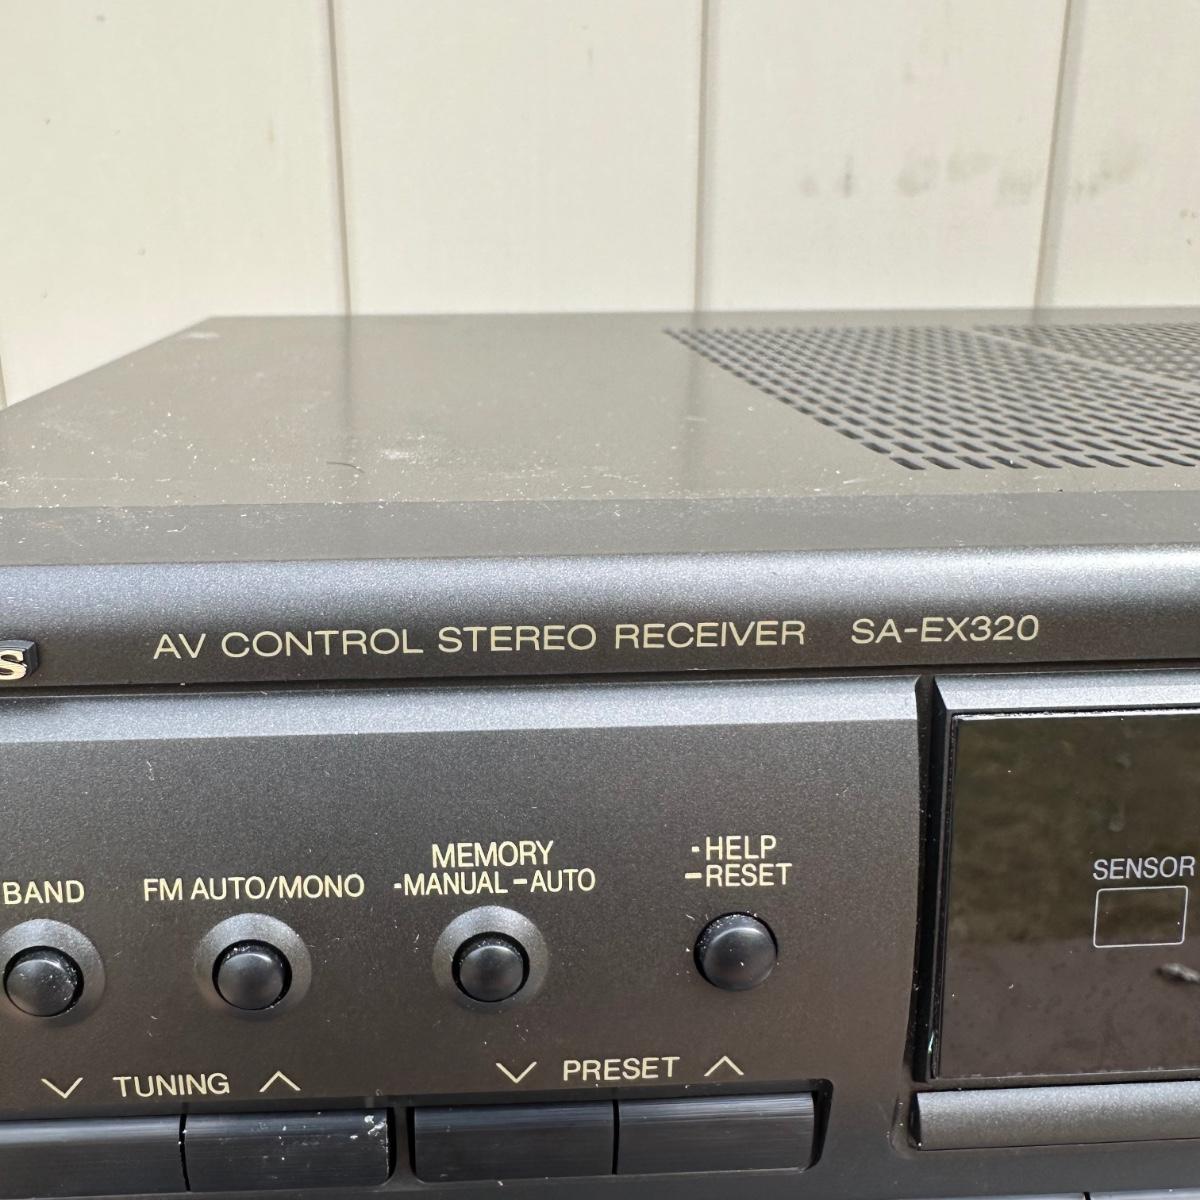 S AV CONTROL STEREO RECEIVER SA-EX320
BAND
FM AUTO/MONO
MEMORY
-MANUAL -AUTO
-HELP
-RESET
SENSOR
TUNING
PRESET